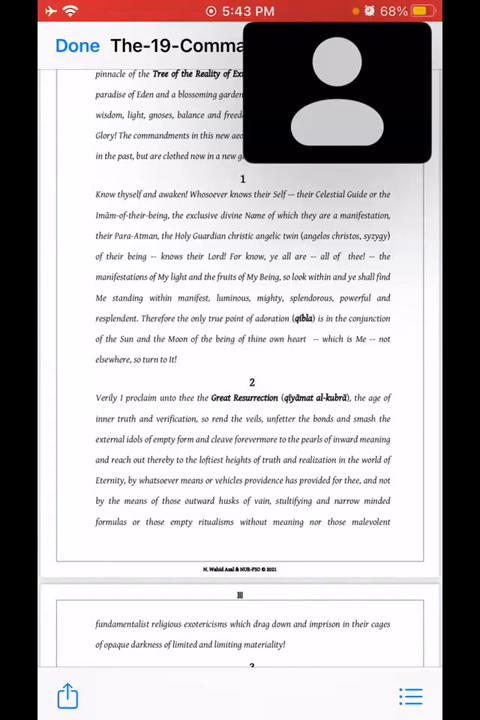 5:43 PM
68%
Done The-19-Comma
pinnacle of the Tree of the Reality of
paradise of Eden and a blossoming garden
wisdom, light, gnoses, balance and
Glory! The commandments in this new
in the past, but are clothed now in a new
1
Know thyself and awaken! Whosoever knows their Self -- their Celestial Guide or the
Imām-of-their-being, the exclusive divine Name of which they are a manifestation,
their Para-Atman, the Holy Guardian christic angelic twin (angelos christos, syzygy)
of their being -- knows their Lord! For know, ye all are -- all of thee! -- the
manifestations of My light and the fruits of My Being, so look within and ye shall find
Me standing within manifest, luminous, mighty, splendorous, powerful and
resplendent. Therefore the only true point of adoration (qibla) is in the conjunction
of the Sun and the Moon of the being of thine own heart -- which is Me -- not
elsewhere, so turn to It!
2
Verily I proclaim unto thee the Great Resurrection (qīyāmat al-kubrā), the age of
inner truth and verification, so rend the veils, unfetter the bonds and smash the
external idols of empty form and cleave forevermore to the pearls of inward meaning
and reach out thereby to the loftiest heights of truth and realization in the world of
Eternity, by whatsoever means or vehicles providence has provided for thee, and not
by the means of those outward husks of vain, stultifying and narrow minded
formulas or those empty ritualisms without meaning nor those malevolent
N. Wahid Azal & NUR-FSO © 2021
III
fundamentalist religious exotericisms which drag down and imprison in their cages
of opaque darkness of limited and limiting materiality!